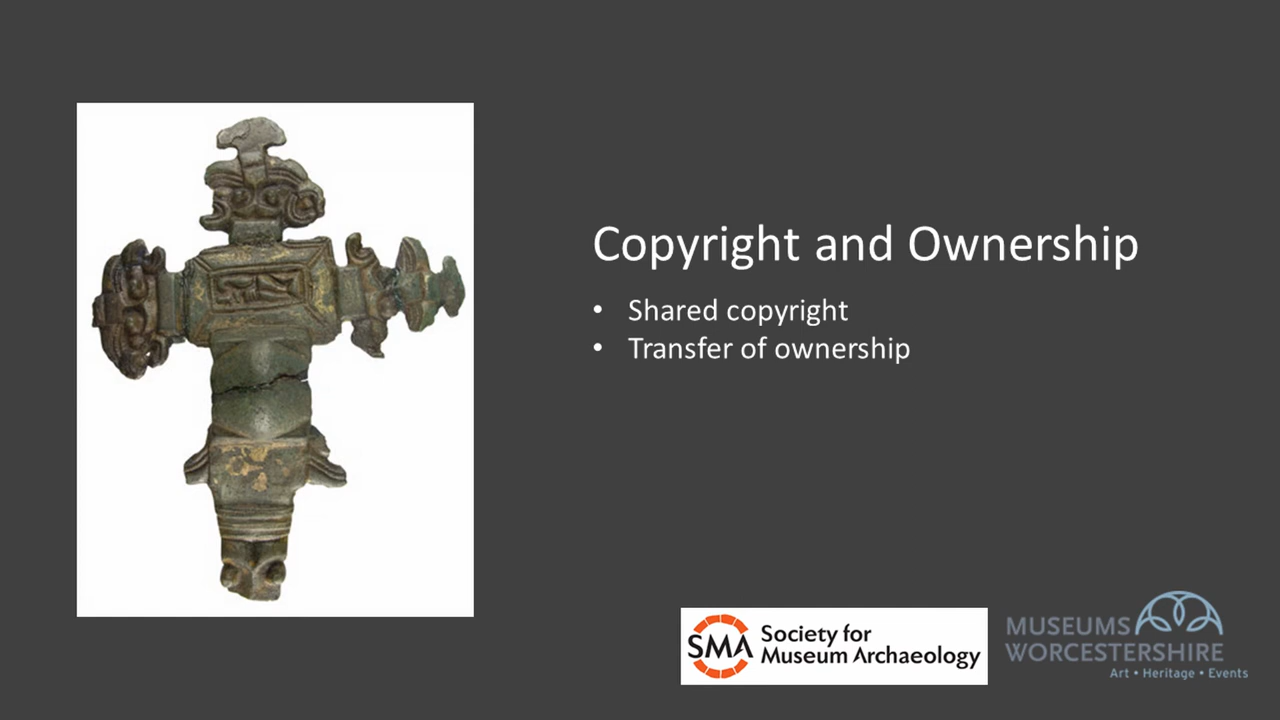 Copyright and Ownership
• Shared copyright
• Transfer of ownership
SMA
Society for
Museum Archaeology
MUSEUMS
WORCESTERSHIRE
Art • Heritage • Events